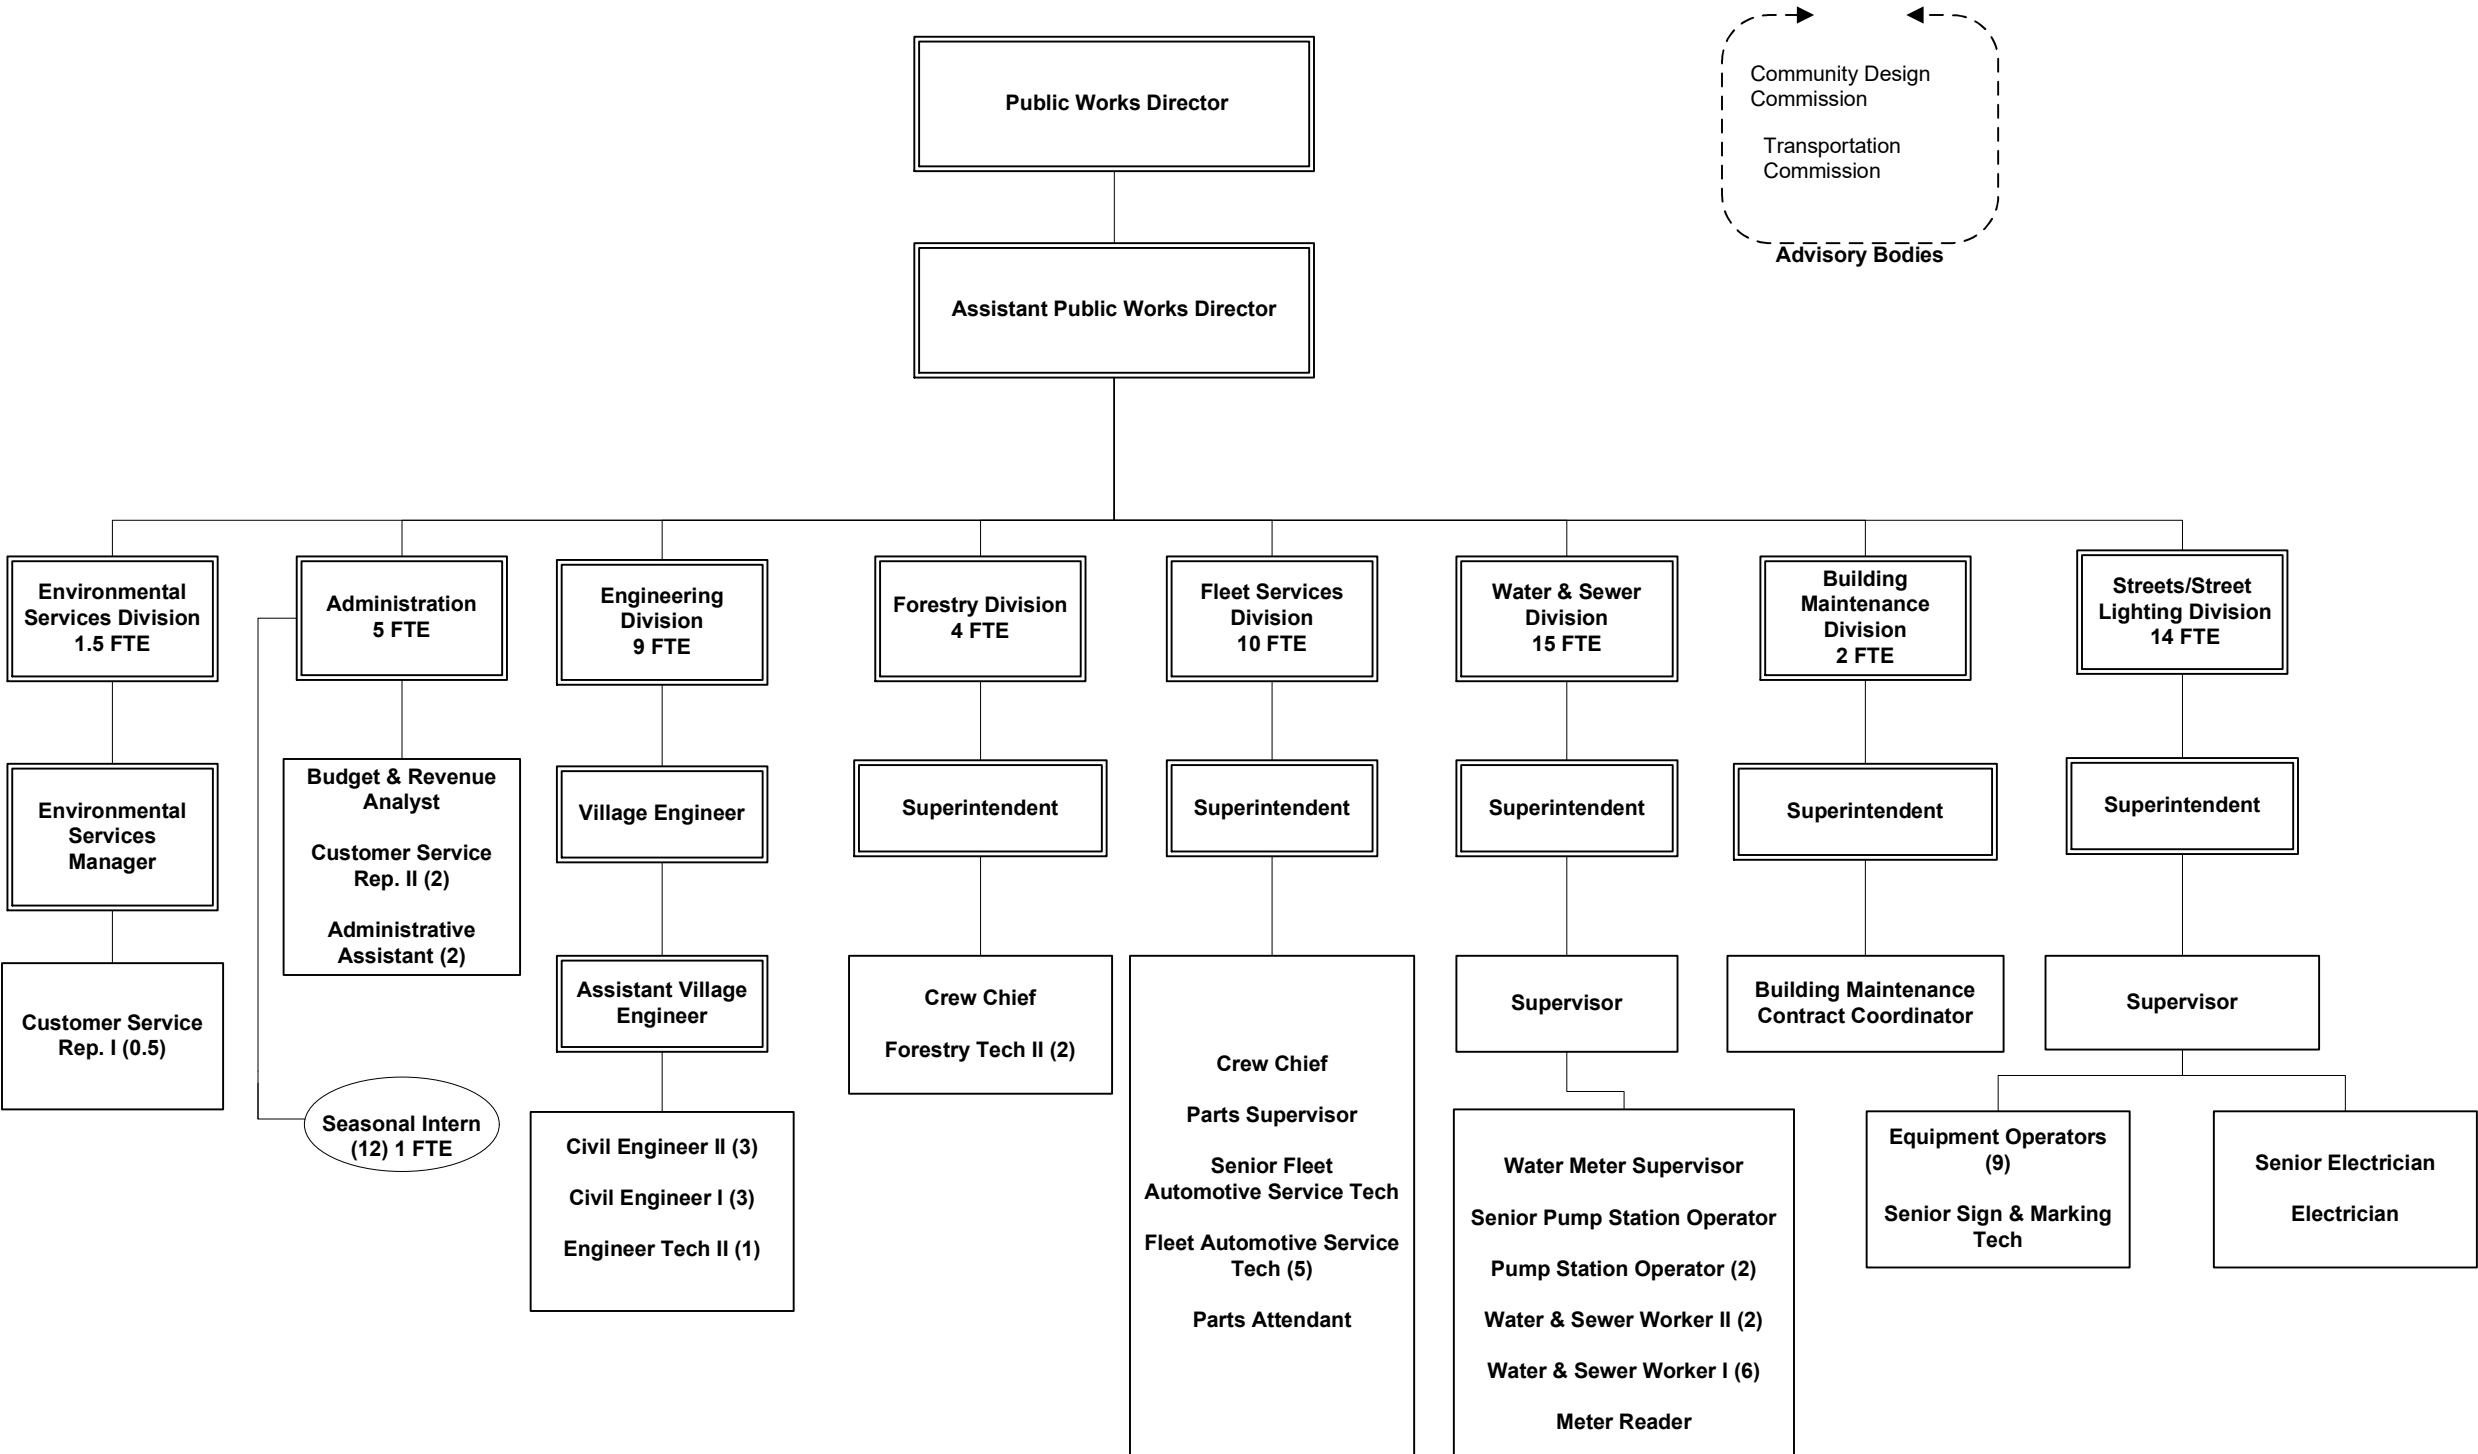 Public Works Director
Community Design
Commission
Transportation
Commission
Advisory Bodies
Assistant Public Works Director
Environmental
Services Division
1.5 FTE
Administration
5 FTE
Engineering
Division
9 FTE
Forestry Division
4 FTE
Fleet Services
Division
10 FTE
Water & Sewer
Division
15 FTE
Building
Maintenance
Division
2 FTE
Streets/Street
Lighting Division
14 FTE
Environmental
Services
Manager
Budget & Revenue
Analyst
Customer Service
Rep. II (2)
Administrative
Assistant (2)
Village Engineer
Superintendent
Superintendent
Superintendent
Superintendent
Superintendent
Customer Service
Rep. I (0.5)
Seasonal Intern
(12) 1 FTE
Assistant Village
Engineer
Civil Engineer II (3)
Civil Engineer I (3)
Engineer Tech II (1)
Crew Chief
Forestry Tech II (2)
Crew Chief
Parts Supervisor
Senior Fleet
Automotive Service Tech
Fleet Automotive Service
Tech (5)
Parts Attendant
Supervisor
Water Meter Supervisor
Senior Pump Station Operator
Pump Station Operator (2)
Water & Sewer Worker II (2)
Water & Sewer Worker I (6)
Meter Reader
Building Maintenance
Contract Coordinator
Supervisor
Equipment Operators
(9)
Senior Sign & Marking
Tech
Senior Electrician
Electrician